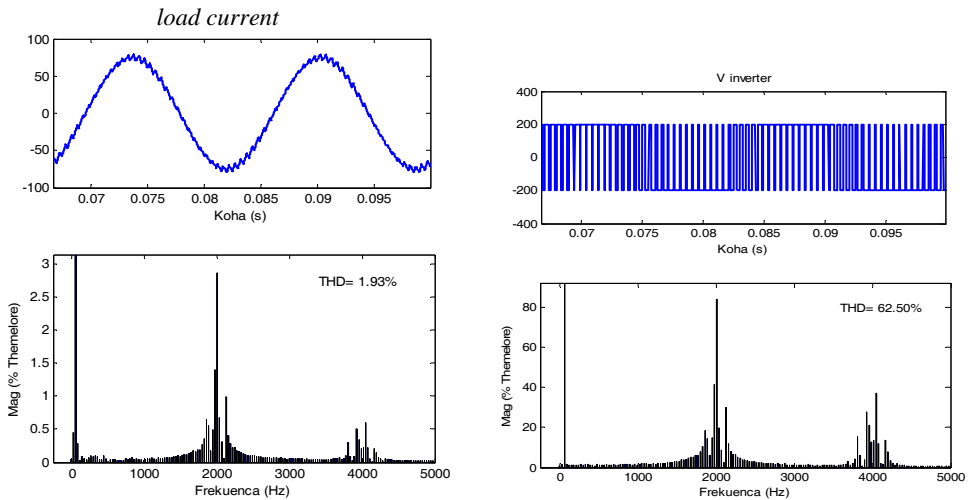 load current
100
50
0
-50
-100
0.07 0.075 0.08 0.085 0.09 0.095
Koha (s)
V inverter
400
200
0
-200
-400
0.07 0.075 0.08 0.085 0.09 0.095
Koha (s)
3
2.5
2
1.5
1
0.5
0
Mag (% Themelore)
THD= 1.93%
0 1000 2000 3000 4000 5000
Frekuenca (Hz)
80
60
40
20
0
Mag (% Themelore)
THD= 62.50%
0 1000 2000 3000 4000 5000
Frekuenca (Hz)